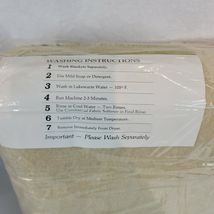 WASHING INSTRUCTIONS
1 Wash Blankets Separately.
2 Use Mild Soap or Detergent.
3 Wash in Lukewarm Water — 105° F.
4 Run Machine 2-3 Minutes.
5 Rinse in Cool Water — Two Rinses.
Use Commercial Fabric Softener in Final Rinse.
6 Tumble Dry at Medium Temperature.
7 Remove Immediately From Dryer.
Important — Please Wash Separately